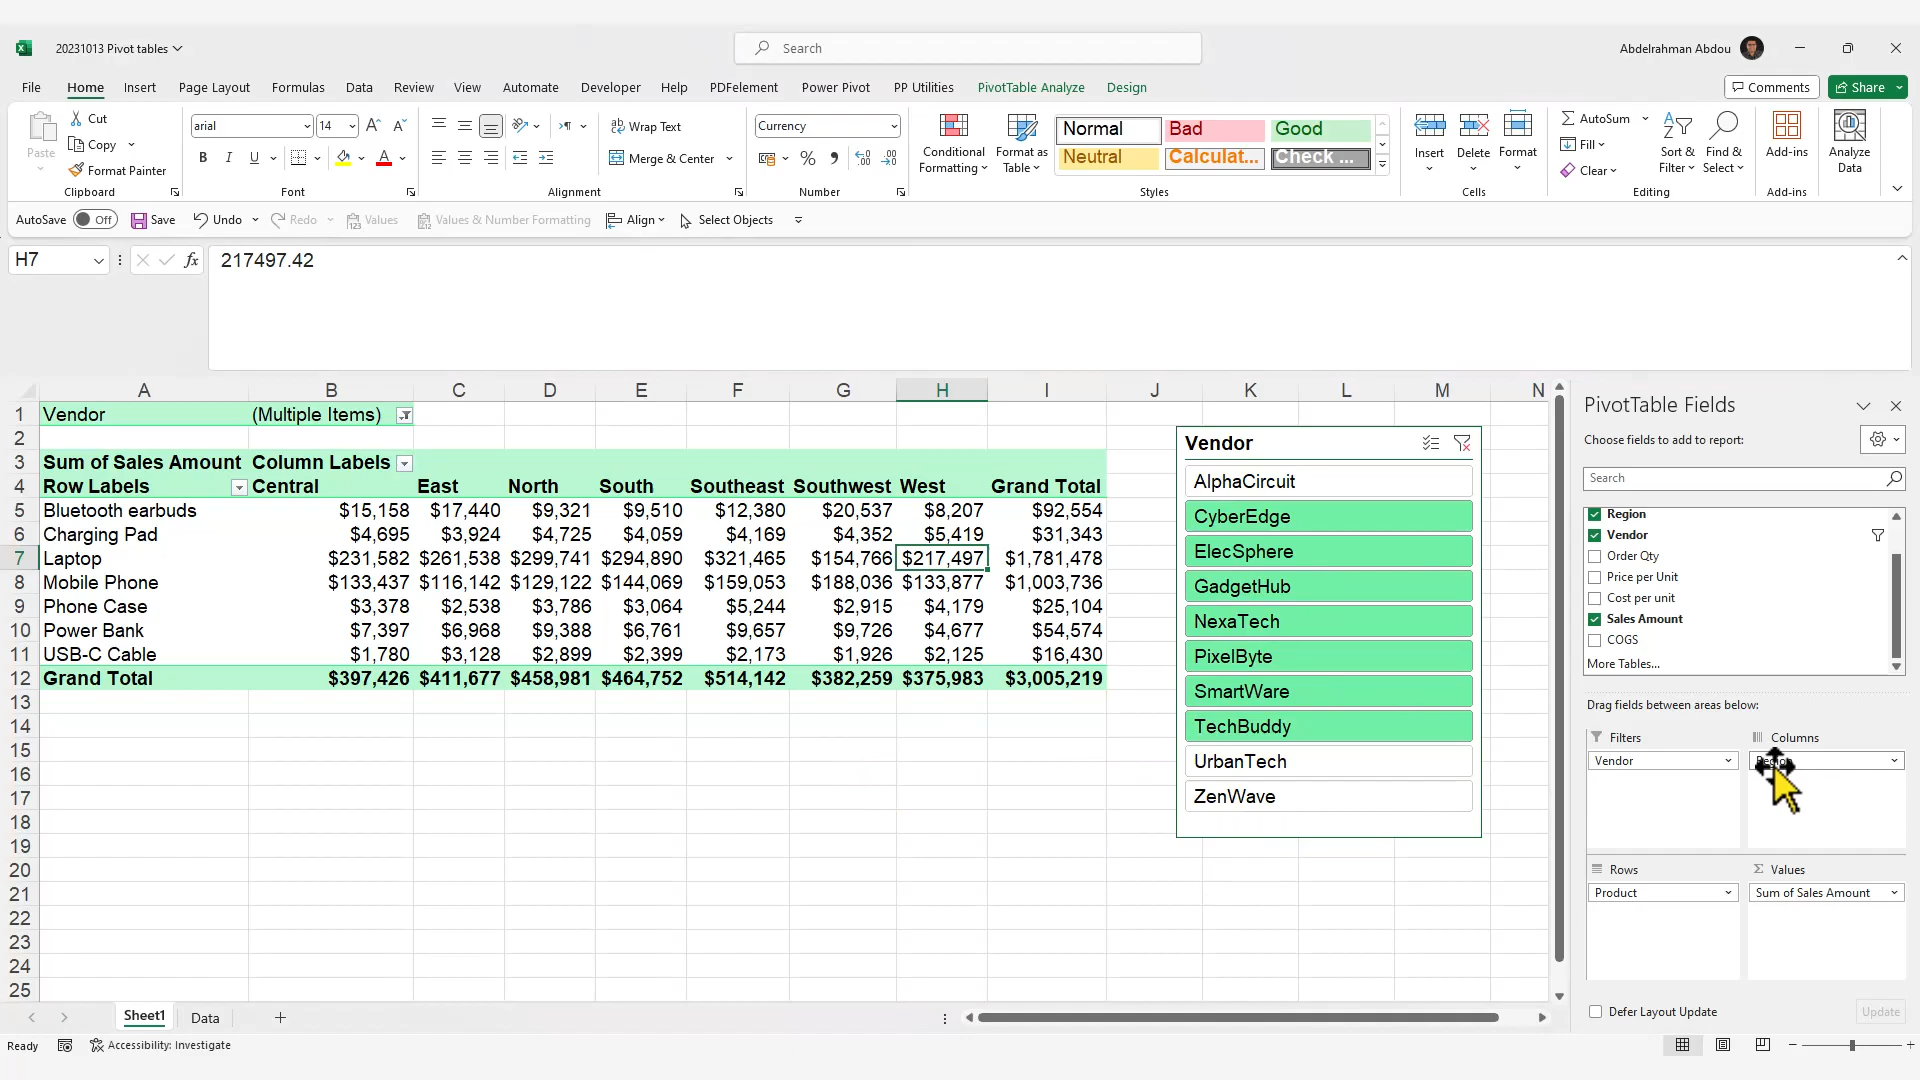 20231013 Pivot tables
Search
Abdelrahman Abdou
File Home Insert Page Layout Formulas Data Review View Automate Developer Help PDFelement Power Pivot PP Utilities PivotTable Analyze Design
Comments Share
Paste
Cut
Copy
Format Painter
Clipboard
arial 14
B I U
Font
Wrap Text
Merge & Center
Alignment
Currency
Number
Conditional Formatting
Format as Table
Normal Bad Good
Neutral Calculat... Check ...
Styles
Insert Delete Format
Cells
AutoSum
Fill
Clear
Sort & Filter
Find & Select
Editing
Add-ins
Add-ins
Analyze Data
AutoSave Off Save Undo Redo Values Values & Number Formatting Align Select Objects
H7 fx 217497.42
A B C D E F G H I J K L M N
1 Vendor (Multiple Items)
2
3 Sum of Sales Amount Column Labels
4 Row Labels Central East North South Southeast Southwest West Grand Total
5 Bluetooth earbuds $15,158 $17,440 $9,321 $9,510 $12,380 $20,537 $8,207 $92,554
6 Charging Pad $4,695 $3,924 $4,725 $4,059 $4,169 $4,352 $5,419 $31,343
7 Laptop $231,582 $261,538 $299,741 $294,890 $321,465 $154,766 $217,497 $1,781,478
8 Mobile Phone $133,437 $116,142 $129,122 $144,069 $159,053 $188,036 $133,877 $1,003,736
9 Phone Case $3,378 $2,538 $3,786 $3,064 $5,244 $2,915 $4,179 $25,104
10 Power Bank $7,397 $6,968 $9,388 $6,761 $9,657 $9,726 $4,677 $54,574
11 USB-C Cable $1,780 $3,128 $2,899 $2,399 $2,173 $1,926 $2,125 $16,430
12 Grand Total $397,426 $411,677 $458,981 $464,752 $514,142 $382,259 $375,983 $3,005,219
13
14
15
16
17
18
19
20
21
22
23
24
25
Vendor
AlphaCircuit
CyberEdge
ElecSphere
GadgetHub
NexaTech
PixelByte
SmartWare
TechBuddy
UrbanTech
ZenWave
PivotTable Fields
Choose fields to add to report:
Search
Region
Vendor
Order Qty
Price per Unit
Cost per unit
Sales Amount
COGS
More Tables...
Drag fields between areas below:
Filters Columns
Vendor Region
Rows Values
Product Sum of Sales Amount
Defer Layout Update Update
Sheet1 Data
Ready Accessibility: Investigate